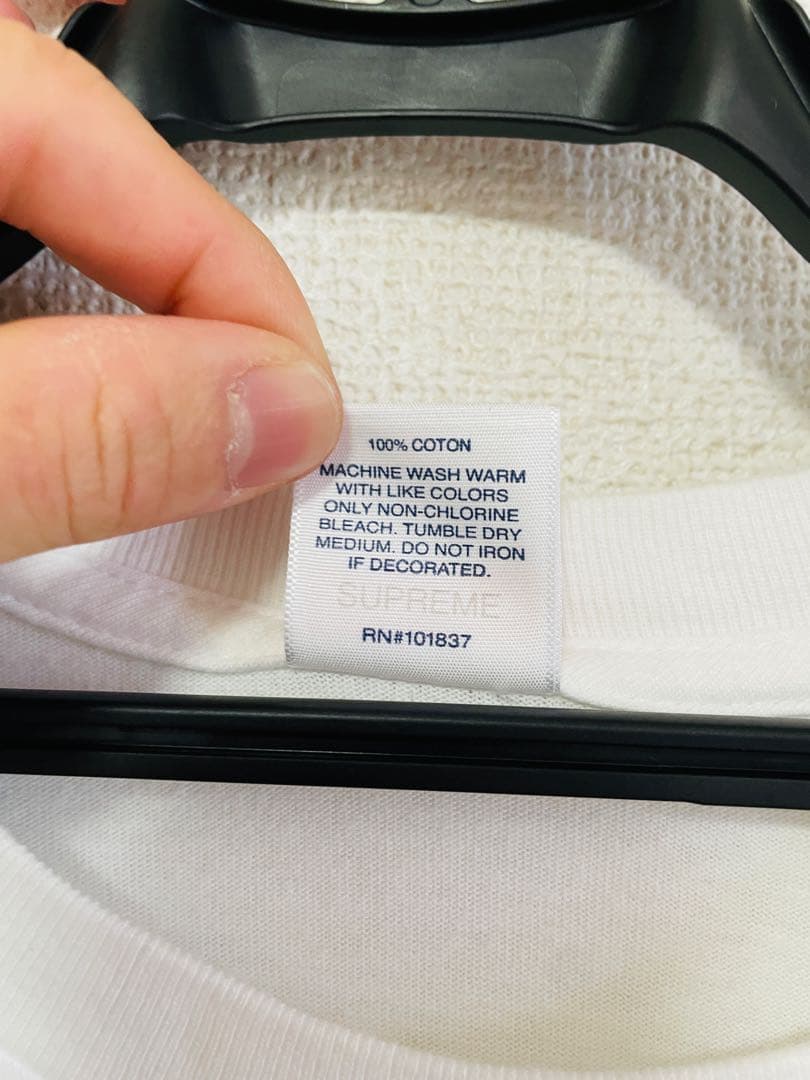 100% COTON
MACHINE WASH WARM
WITH LIKE COLORS
ONLY NON-CHLORINE
BLEACH. TUMBLE DRY
MEDIUM. DO NOT IRON
IF DECORATED.
SUPREME
RN#101837